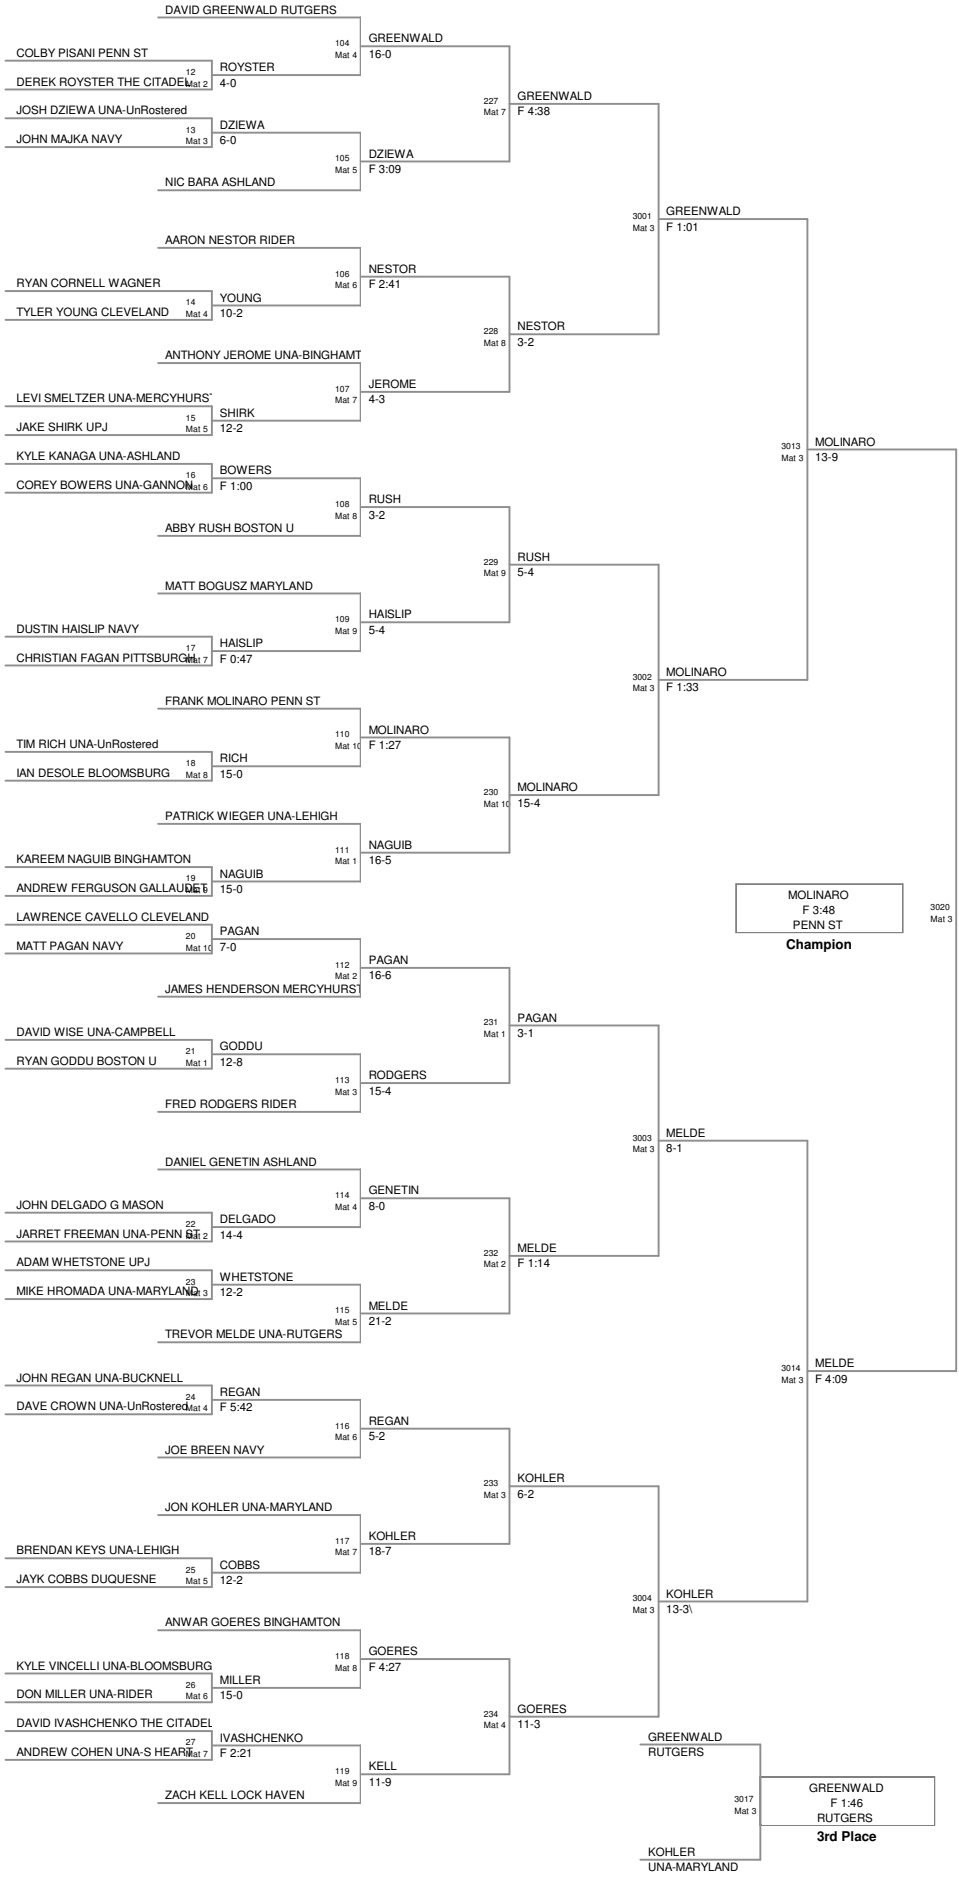 DAVID GREENWALD RUTGERS
104
Mat 4
GREENWALD
16-0
COLBY PISANI PENN ST
12
Mat 2
ROYSTER
4-0
DEREK ROYSTER THE CITADEL
227
Mat 7
GREENWALD
F 4:38
JOSH DZIEWA UNA-UnRostered
13
Mat 3
DZIEWA
6-0
JOHN MAJKA NAVY
105
Mat 5
DZIEWA
F 3:09
NIC BARA ASHLAND
3001
Mat 3
GREENWALD
F 1:01
AARON NESTOR RIDER
106
Mat 6
NESTOR
F 2:41
RYAN CORNELL WAGNER
14
Mat 4
YOUNG
10-2
TYLER YOUNG CLEVELAND
228
Mat 8
NESTOR
3-2
ANTHONY JEROME UNA-BINGHAMT
107
Mat 7
JEROME
4-3
LEVI SMELTZER UNA-MERCYHURST
15
Mat 5
SHIRK
12-2
JAKE SHIRK UPJ
3013
Mat 3
MOLINARO
13-9
KYLE KANAGA UNA-ASHLAND
16
Mat 6
BOWERS
F 1:00
COREY BOWERS UNA-GANNON
108
Mat 8
RUSH
3-2
ABBY RUSH BOSTON U
229
Mat 9
RUSH
5-4
MATT BOGUSZ MARYLAND
109
Mat 9
HAISLIP
5-4
DUSTIN HAISLIP NAVY
17
Mat 7
HAISLIP
F 0:47
CHRISTIAN FAGAN PITTSBURGH
3002
Mat 3
MOLINARO
F 1:33
FRANK MOLINARO PENN ST
110
Mat 10
MOLINARO
F 1:27
TIM RICH UNA-UnRostered
18
Mat 8
RICH
15-0
IAN DESOLE BLOOMSBURG
230
Mat 10
MOLINARO
15-4
PATRICK WIEGER UNA-LEHIGH
111
Mat 1
NAGUIB
16-5
KAREEM NAGUIB BINGHAMTON
19
Mat 9
NAGUIB
15-0
ANDREW FERGUSON GALLAUDET
MOLINARO
F 3:48
PENN ST
Champion
3020
Mat 3
LAWRENCE CAVELLO CLEVELAND
20
Mat 10
PAGAN
7-0
MATT PAGAN NAVY
112
Mat 2
PAGAN
16-6
JAMES HENDERSON MERCYHURST
231
Mat 1
PAGAN
3-1
DAVID WISE UNA-CAMPBELL
21
Mat 1
GODDU
12-8
RYAN GODDU BOSTON U
113
Mat 3
RODGERS
15-4
FRED RODGERS RIDER
3003
Mat 3
MELDE
8-1
DANIEL GENETIN ASHLAND
114
Mat 4
GENETIN
8-0
JOHN DELGADO G MASON
22
Mat 2
DELGADO
14-4
JARRET FREEMAN UNA-PENN ST
232
Mat 2
MELDE
F 1:14
ADAM WHETSTONE UPJ
23
Mat 3
WHETSTONE
12-2
MIKE HROMADA UNA-MARYLAND
115
Mat 5
MELDE
21-2
TREVOR MELDE UNA-RUTGERS
3014
Mat 3
MELDE
F 4:09
JOHN REGAN UNA-BUCKNELL
24
Mat 4
REGAN
F 5:42
DAVE CROWN UNA-UnRostered
116
Mat 6
REGAN
5-2
JOE BREEN NAVY
233
Mat 3
KOHLER
6-2
JON KOHLER UNA-MARYLAND
117
Mat 7
KOHLER
18-7
BRENDAN KEYS UNA-LEHIGH
25
Mat 5
COBBS
12-2
JAYK COBBS DUQUESNE
3004
Mat 3
KOHLER
13-3\
ANWAR GOERES BINGHAMTON
118
Mat 8
GOERES
F 4:27
KYLE VINCELLI UNA-BLOOMSBURG
26
Mat 6
MILLER
15-0
DON MILLER UNA-RIDER
234
Mat 4
GOERES
11-3
DAVID IVASHCHENKO THE CITADEL
27
Mat 7
IVASHCHENKO
F 2:21
ANDREW COHEN UNA-S HEART
119
Mat 9
KELL
11-9
ZACH KELL LOCK HAVEN
GREENWALD
RUTGERS
3017
Mat 3
GREENWALD
F 1:46
RUTGERS
3rd Place
KOHLER
UNA-MARYLAND